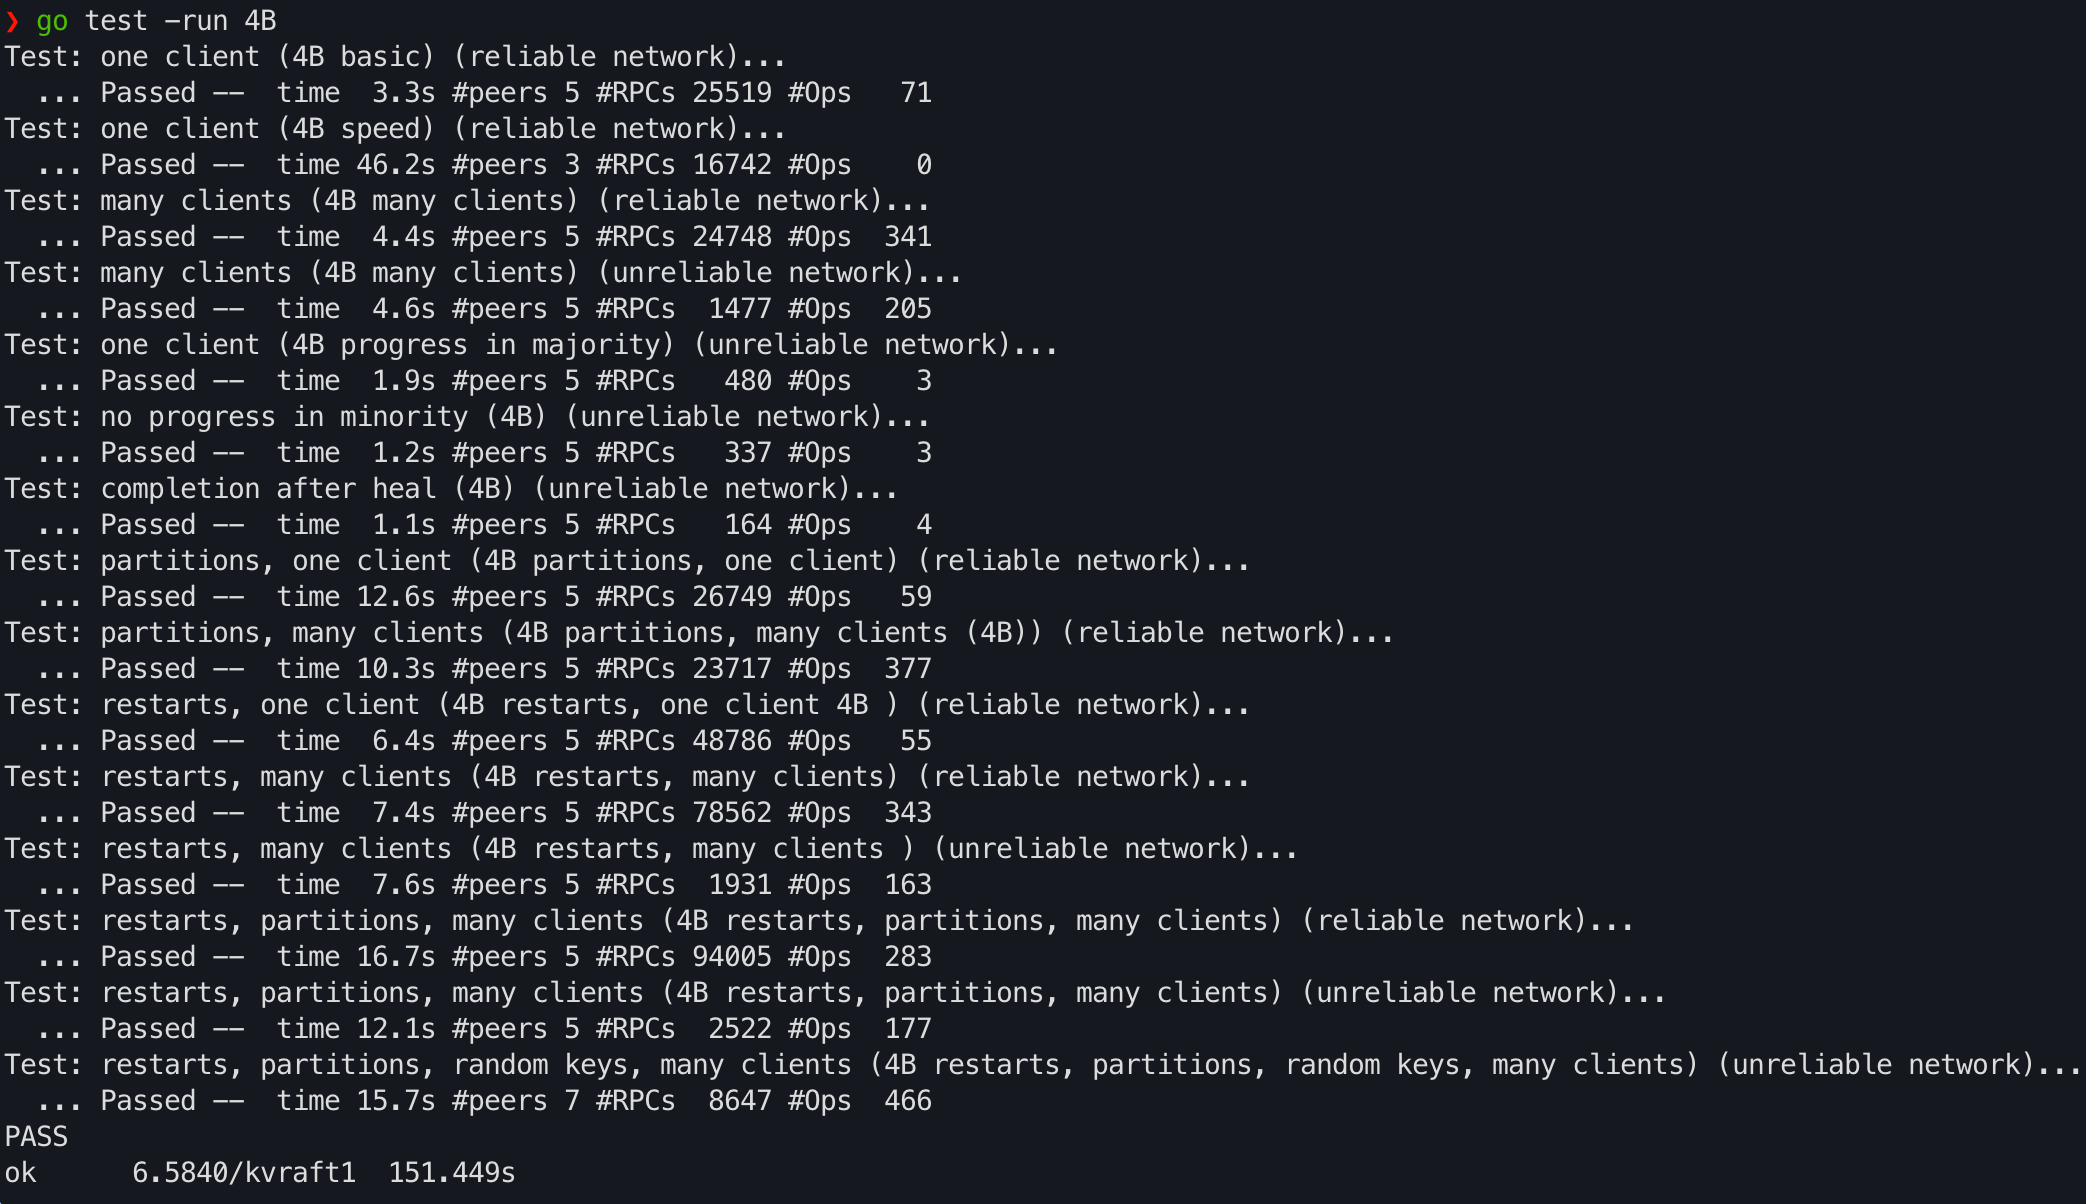 ❯ go test -run 4B
Test: one client (4B basic) (reliable network)...
  ... Passed --  time  3.3s #peers 5 #RPCs 25519 #Ops   71
Test: one client (4B speed) (reliable network)...
  ... Passed --  time 46.2s #peers 3 #RPCs 16742 #Ops    0
Test: many clients (4B many clients) (reliable network)...
  ... Passed --  time  4.4s #peers 5 #RPCs 24748 #Ops  341
Test: many clients (4B many clients) (unreliable network)...
  ... Passed --  time  4.6s #peers 5 #RPCs  1477 #Ops  205
Test: one client (4B progress in majority) (unreliable network)...
  ... Passed --  time  1.9s #peers 5 #RPCs   480 #Ops    3
Test: no progress in minority (4B) (unreliable network)...
  ... Passed --  time  1.2s #peers 5 #RPCs   337 #Ops    3
Test: completion after heal (4B) (unreliable network)...
  ... Passed --  time  1.1s #peers 5 #RPCs   164 #Ops    4
Test: partitions, one client (4B partitions, one client) (reliable network)...
  ... Passed --  time 12.6s #peers 5 #RPCs 26749 #Ops   59
Test: partitions, many clients (4B partitions, many clients (4B)) (reliable network)...
  ... Passed --  time 10.3s #peers 5 #RPCs 23717 #Ops  377
Test: restarts, one client (4B restarts, one client 4B ) (reliable network)...
  ... Passed --  time  6.4s #peers 5 #RPCs 48786 #Ops   55
Test: restarts, many clients (4B restarts, many clients) (reliable network)...
  ... Passed --  time  7.4s #peers 5 #RPCs 78562 #Ops  343
Test: restarts, many clients (4B restarts, many clients ) (unreliable network)...
  ... Passed --  time  7.6s #peers 5 #RPCs  1931 #Ops  163
Test: restarts, partitions, many clients (4B restarts, partitions, many clients) (reliable network)...
  ... Passed --  time 16.7s #peers 5 #RPCs 94005 #Ops  283
Test: restarts, partitions, many clients (4B restarts, partitions, many clients) (unreliable network)...
  ... Passed --  time 12.1s #peers 5 #RPCs  2522 #Ops  177
Test: restarts, partitions, random keys, many clients (4B restarts, partitions, random keys, many clients) (unreliable network)...
  ... Passed --  time 15.7s #peers 7 #RPCs  8647 #Ops  466
PASS
ok      6.5840/kvraft1  151.449s